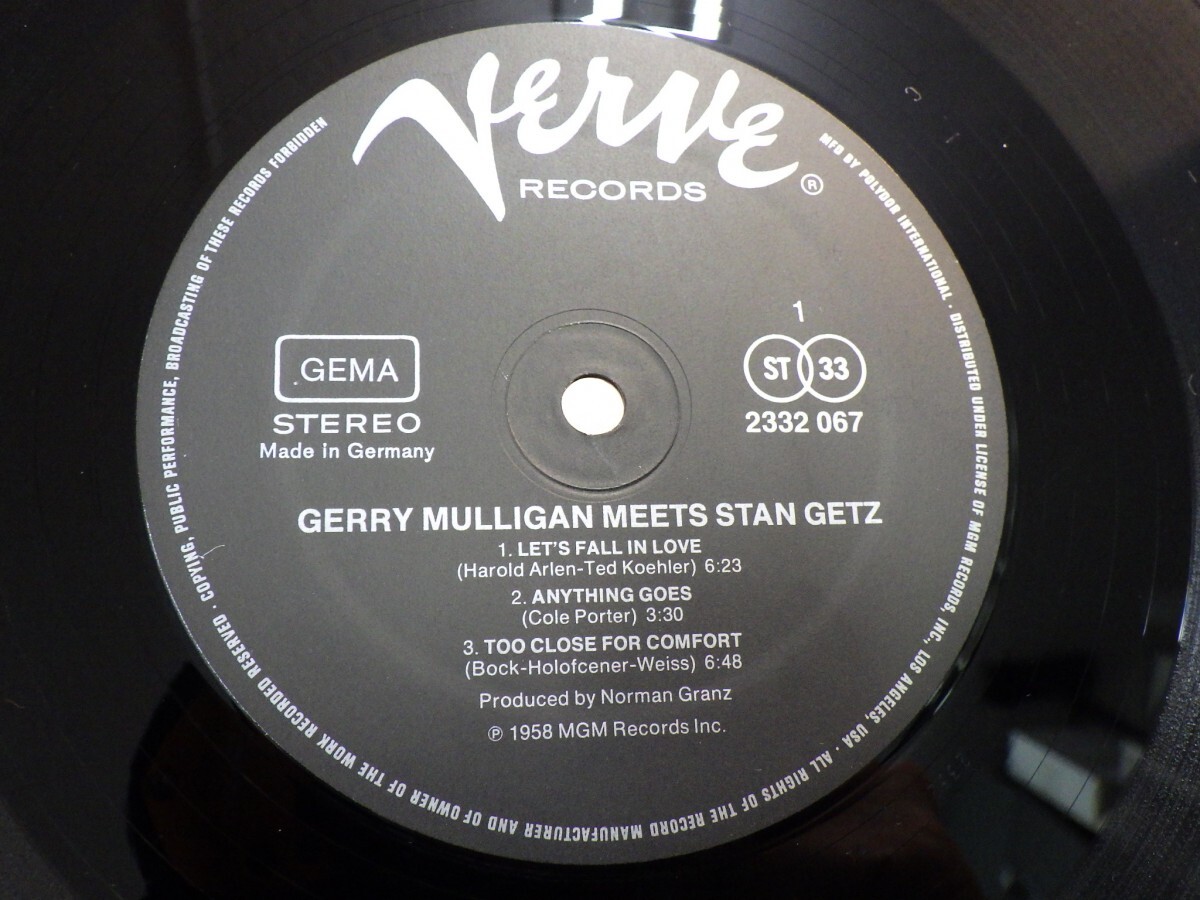 Verve
RECORDS ®
MFD BY POLYDOR INTERNATIONAL · DISTRIBUTED UNDER LICENSE OF MGM RECORDS, INC., LOS ANGELES, USA · ALL RIGHTS OF THE RECORD MANUFACTURER AND OF OWNER OF THE WORK RECORDED RESERVED · COPYING, PUBLIC PERFORMANCE, BROADCASTING OF THESE RECORDS FORBIDDEN
GEMA
STEREO
Made in Germany
1
ST 33
2332 067
GERRY MULLIGAN MEETS STAN GETZ
1. LET'S FALL IN LOVE
(Harold Arlen-Ted Koehler) 6:23
2. ANYTHING GOES
(Cole Porter) 3:30
3. TOO CLOSE FOR COMFORT
(Bock-Holofcener-Weiss) 6:48
Produced by Norman Granz
℗ 1958 MGM Records Inc.